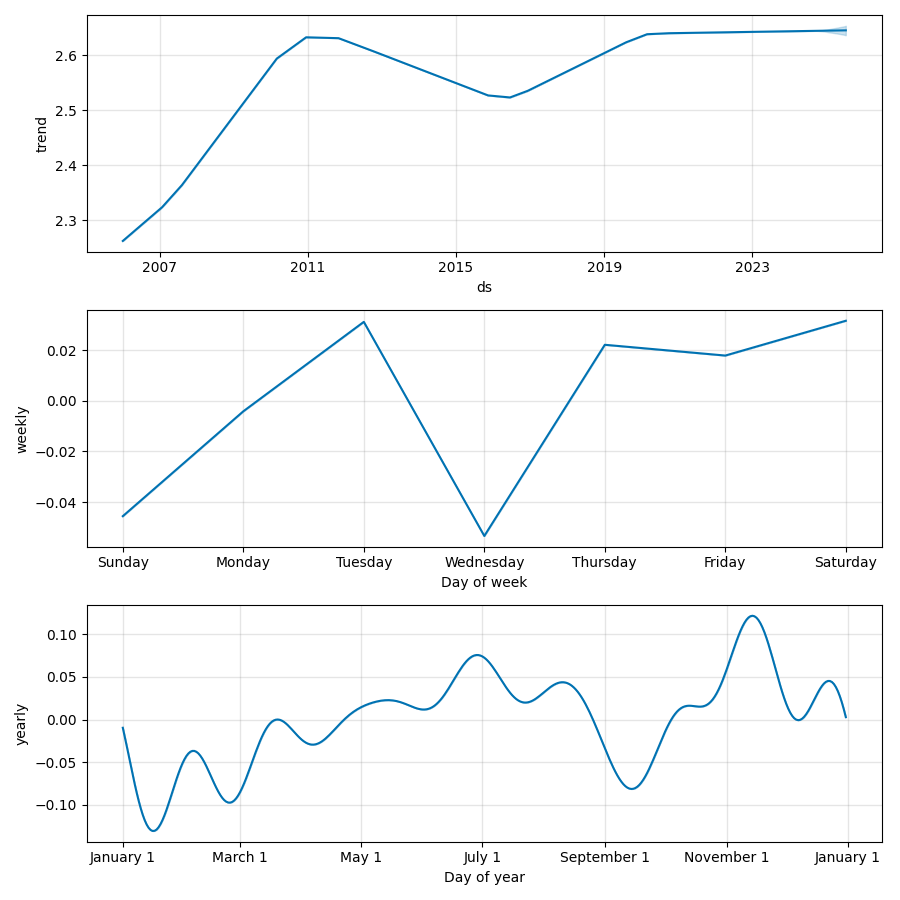 2.6
2.5
2.4
2.3
trend
2007 2011 2015 2019 2023
ds
0.02
0.00
−0.02
−0.04
weekly
Sunday Monday Tuesday Wednesday Thursday Friday Saturday
Day of week
0.10
0.05
0.00
−0.05
−0.10
yearly
January 1 March 1 May 1 July 1 September 1 November 1 January 1
Day of year